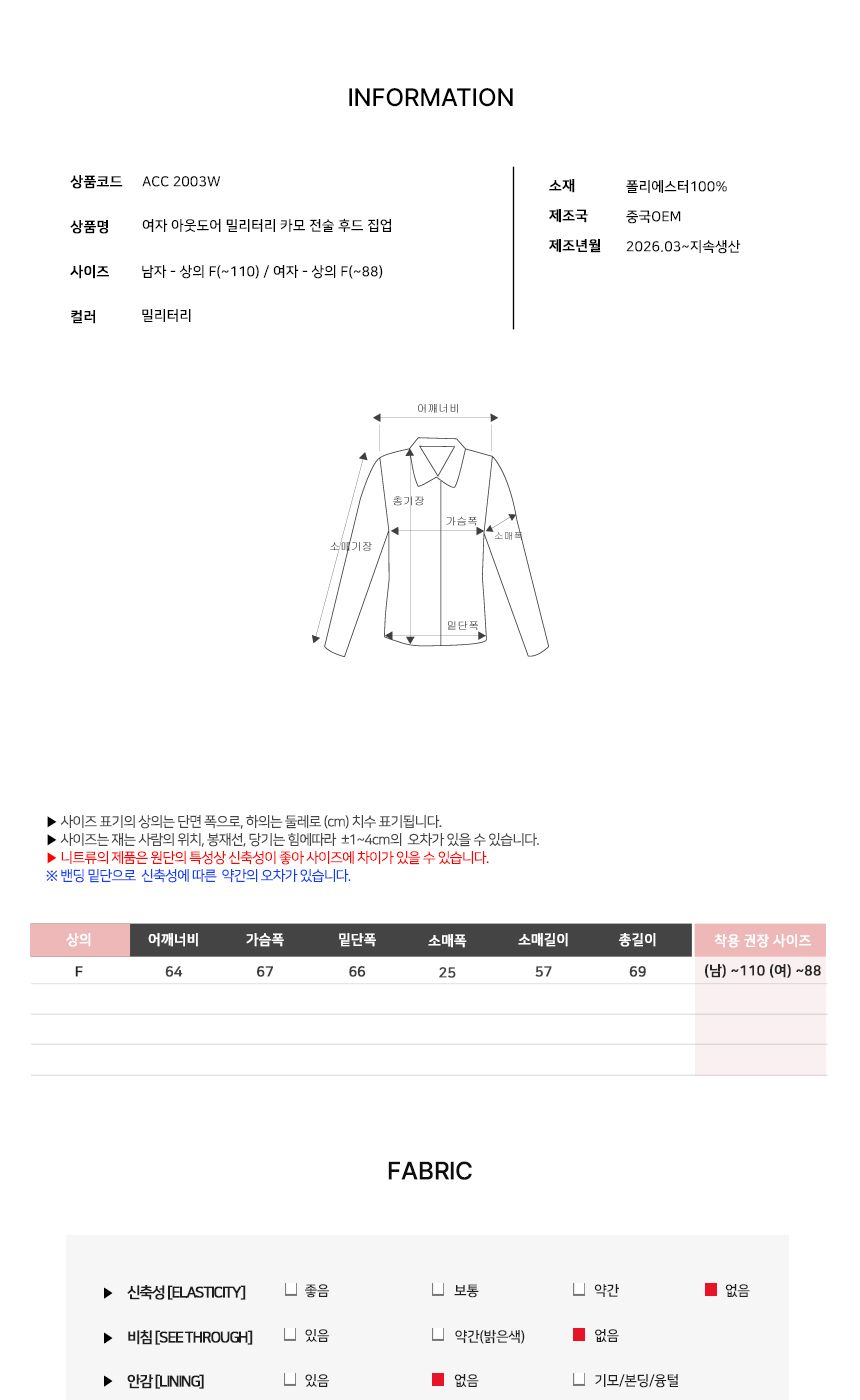 INFORMATION
상품코드 ACC 2003W
상품명 여자 아웃도어 밀리터리 카모 전술 후드 집업
사이즈 남자 - 상의 F(~110) / 여자 - 상의 F(~88)
컬러 밀리터리
소재 폴리에스터100%
제조국 중국OEM
제조년월 2026.03~지속생산
어깨너비
총기장
가슴폭
소매폭
소매기장
밑단폭
▶ 사이즈 표기의 상의는 단면 폭으로, 하의는 둘레로 (cm) 치수 표기됩니다.
▶ 사이즈는 재는 사람의 위치, 봉재선, 당기는 힘에따라 ±1~4cm의 오차가 있을 수 있습니다.
▶ 니트류의 제품은 원단의 특성상 신축성이 좋아 사이즈에 차이가 있을 수 있습니다.
※ 밴딩 밑단으로 신축성에 따른 약간의 오차가 있습니다.
상의 어깨너비 가슴폭 밑단폭 소매폭 소매길이 총길이 착용 권장 사이즈
F 64 67 66 25 57 69 (남) ~110 (여) ~88
FABRIC
▶ 신축성 [ELASTICITY] 좋음 보통 약간 없음
▶ 비침 [SEE THROUGH] 있음 약간(밝은색) 없음
▶ 안감 [LINING] 있음 없음 기모/본딩/융털